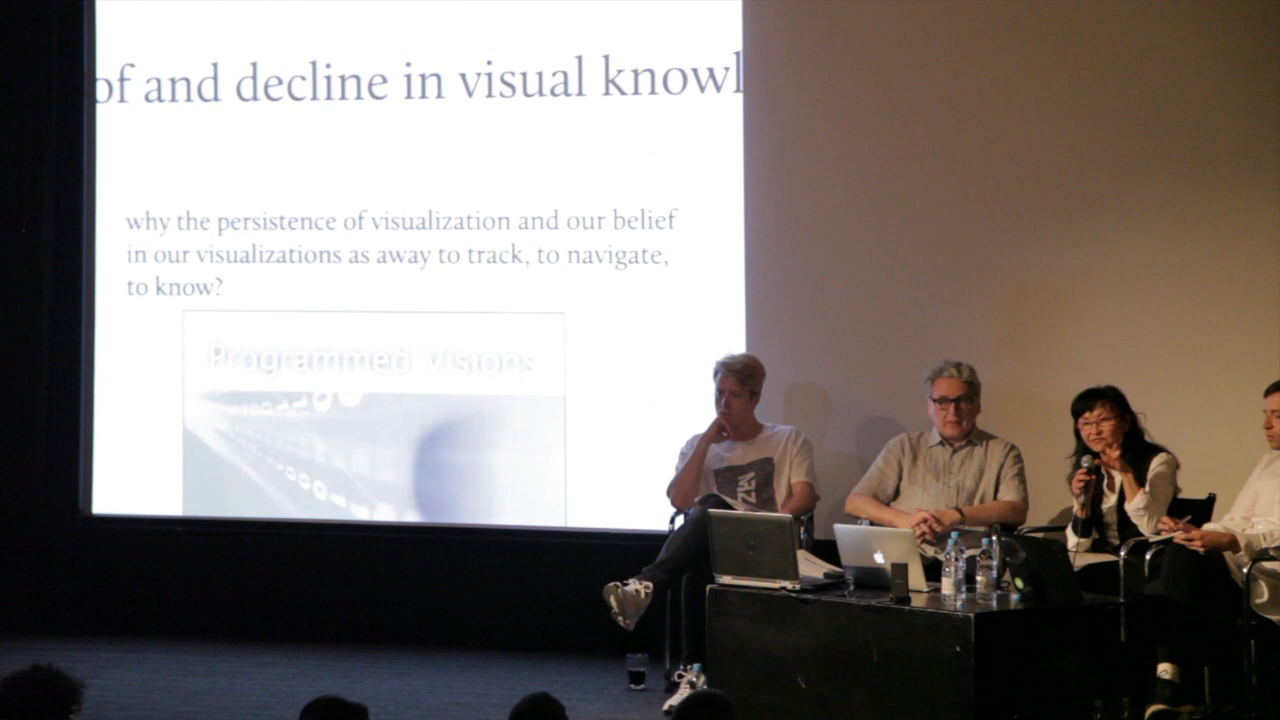 of and decline in visual knowl
why the persistence of visualization and our belief
in our visualizations as away to track, to navigate,
to know?
Programmed Visions